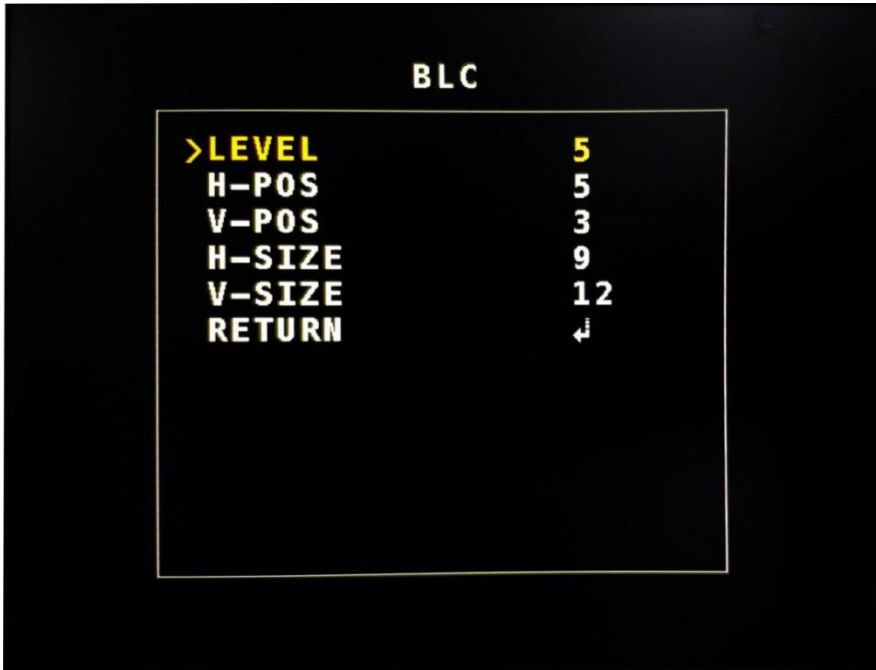 BLC
>LEVEL 5
H-POS 5
V-POS 3
H-SIZE 9
V-SIZE 12
RETURN ↲